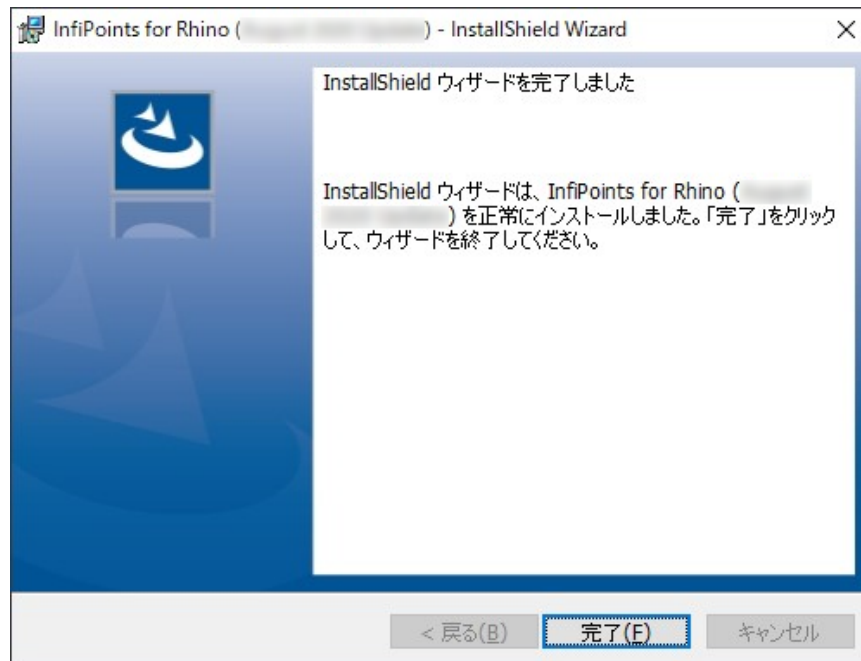 InfiPoints for Rhino ( ) - InstallShield Wizard
InstallShield ウィザードを完了しました
InstallShield ウィザードは、InfiPoints for Rhino (
) を正常にインストールしました。「完了」をクリック
して、ウィザードを終了してください。
< 戻る(B) 完了(F) キャンセル